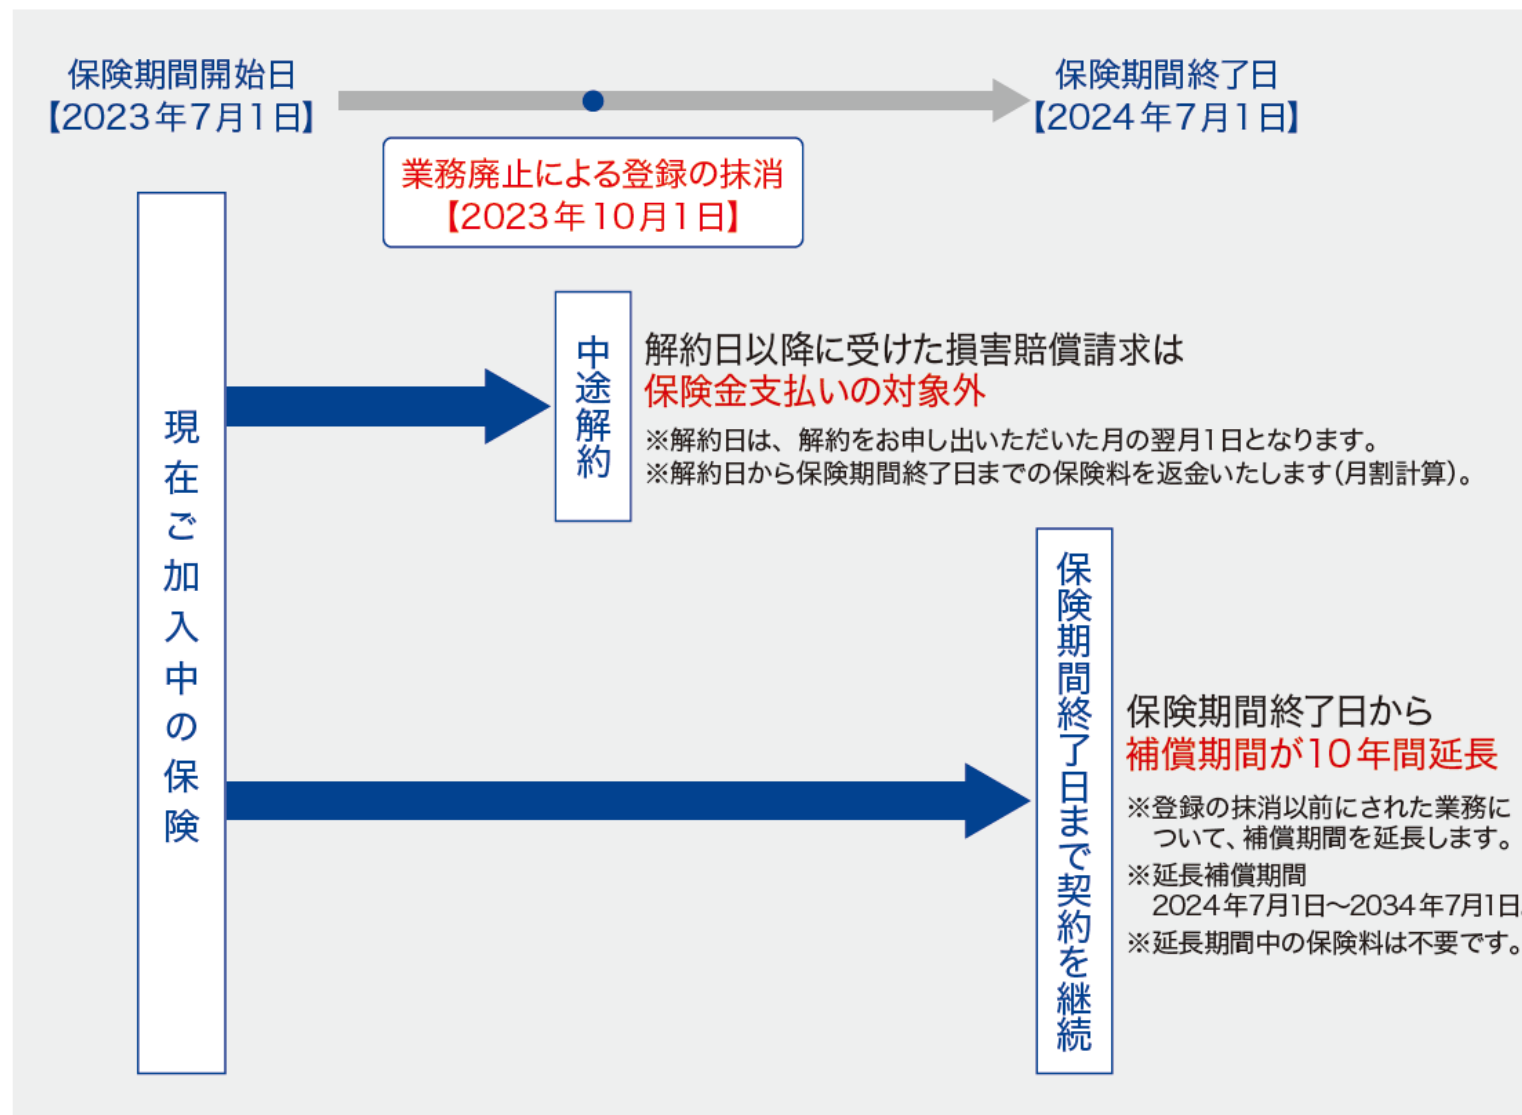 保険期間開始日
【2023年7月1日】
保険期間終了日
【2024年7月1日】
業務廃止による登録の抹消
【2023年10月1日】
現在ご加入中の保険
中途解約
解約日以降に受けた損害賠償請求は
保険金支払いの対象外
※解約日は、解約をお申し出いただいた月の翌月1日となります。
※解約日から保険期間終了日までの保険料を返金いたします（月割計算）。
保険期間終了日まで契約を継続
保険期間終了日から
補償期間が10年間延長
※登録の抹消以前にされた業務に
ついて、補償期間を延長します。
※延長補償期間
2024年7月1日～2034年7月1日
※延長期間中の保険料は不要です。